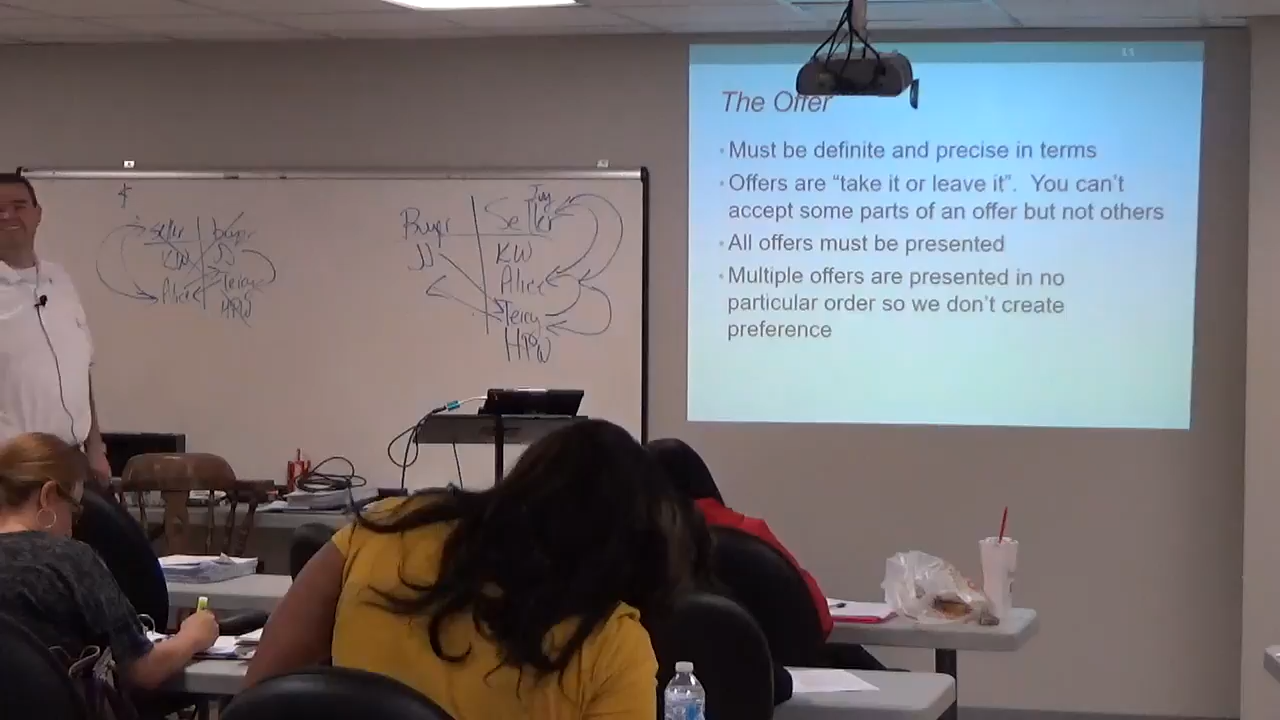 seller buyer
KW JJ
Alice Terry
HPW
Buyer Seller
JJ KW
Alice
Terry
HPW
The Offer
Must be definite and precise in terms
Offers are “take it or leave it”. You can’t
accept some parts of an offer but not others
All offers must be presented
Multiple offers are presented in no
particular order so we don’t create
preference